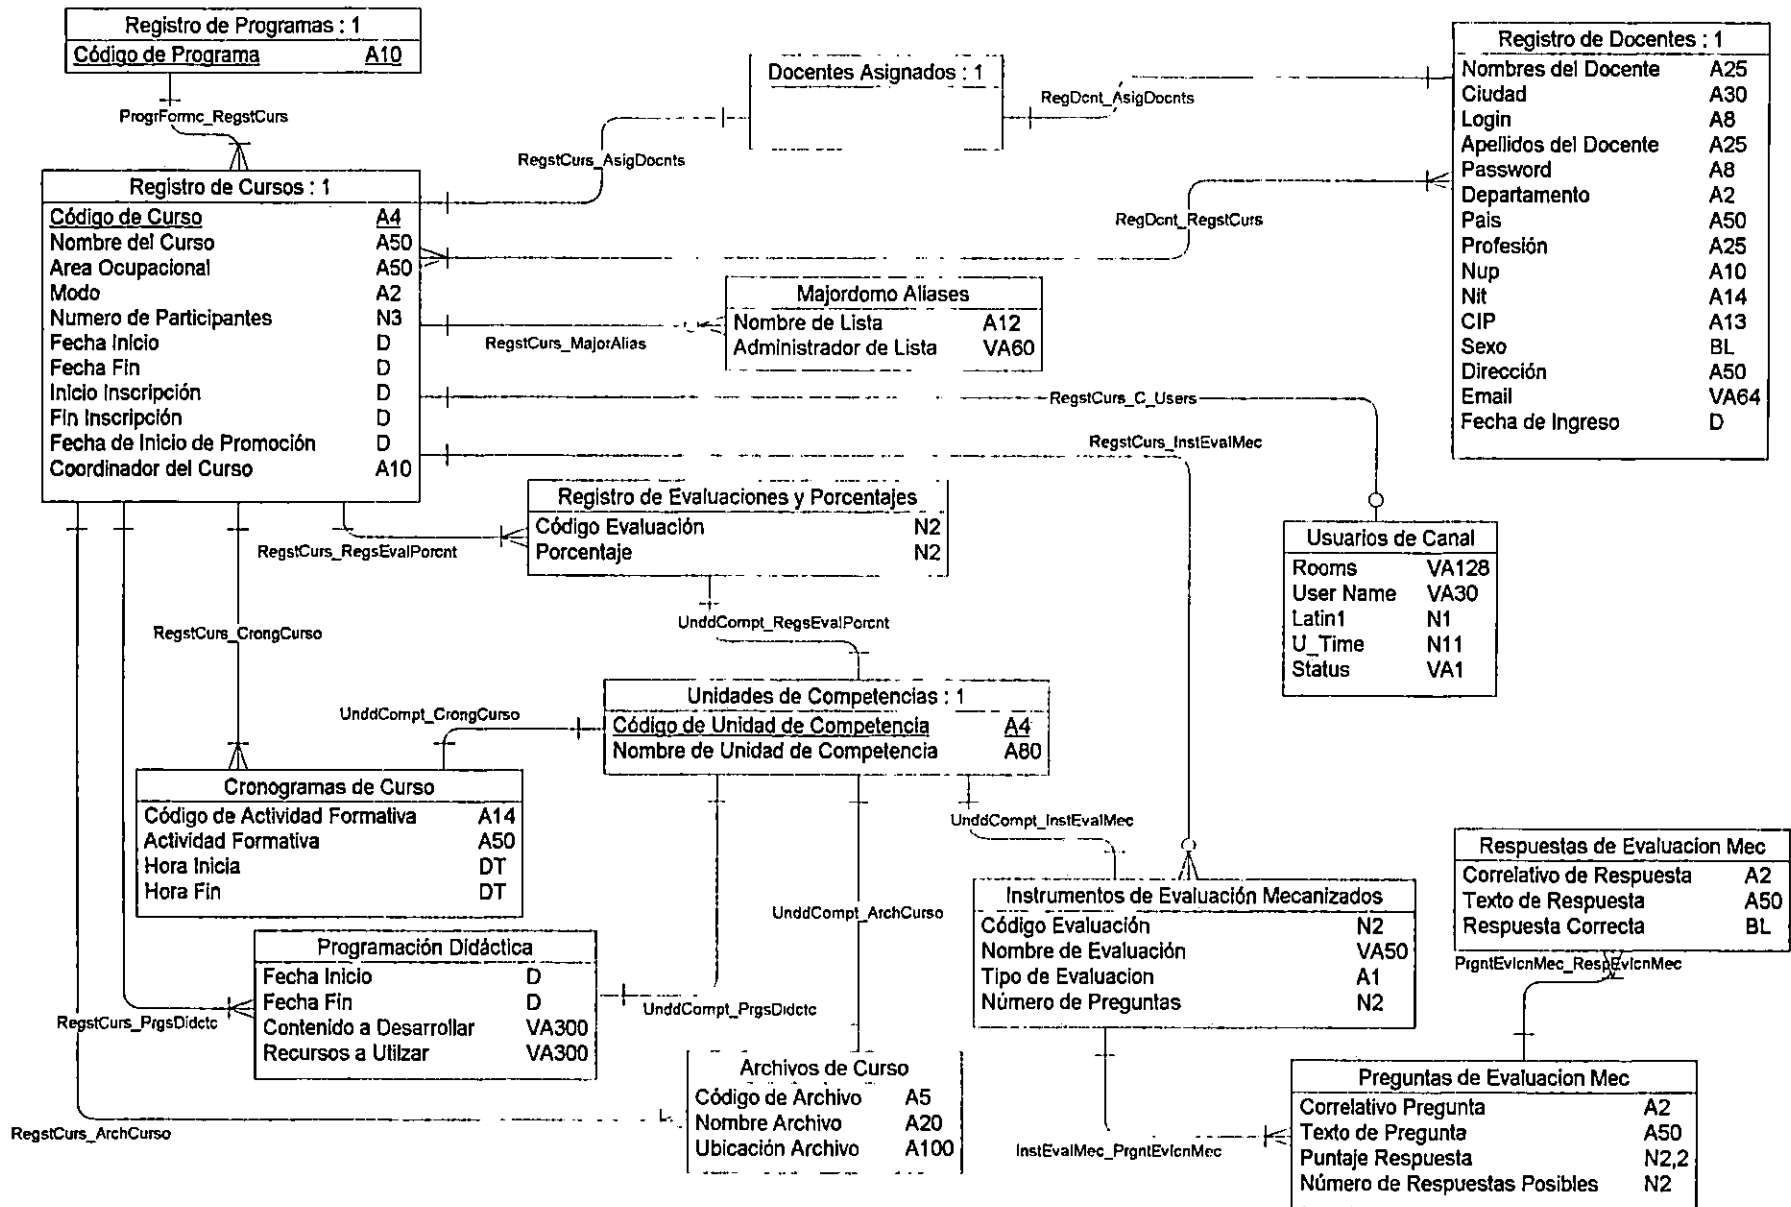 Registro de Programas : 1
Código de Programa A10
ProgrFormc_RegstCurs
Docentes Asignados : 1
RegstCurs_AsigDocnts
RegDcnt_AsigDocnts
Registro de Docentes : 1
Nombres del Docente A25
Ciudad A30
Login A8
Apellidos del Docente A25
Password A8
Departamento A2
Pais A50
Profesión A25
Nup A10
Nit A14
CIP A13
Sexo BL
Dirección A50
Email VA64
Fecha de Ingreso D
RegDcnt_RegstCurs
Registro de Cursos : 1
Código de Curso A4
Nombre del Curso A50
Area Ocupacional A50
Modo A2
Numero de Participantes N3
Fecha Inicio D
Fecha Fin D
Inicio Inscripción D
Fin Inscripción D
Fecha de Inicio de Promoción D
Coordinador del Curso A10
Majordomo Aliases
Nombre de Lista A12
Administrador de Lista VA60
RegstCurs_MajorAlias
RegstCurs_C_Users
RegstCurs_InstEvalMec
Registro de Evaluaciones y Porcentajes
Código Evaluación N2
Porcentaje N2
RegstCurs_RegsEvalPorcnt
Usuarios de Canal
Rooms VA128
User Name VA30
Latin1 N1
U_Time N11
Status VA1
UnddCompt_RegsEvalPorcnt
RegstCurs_CrongCurso
Unidades de Competencias : 1
Código de Unidad de Competencia A4
Nombre de Unidad de Competencia A80
UnddCompt_CrongCurso
Cronogramas de Curso
Código de Actividad Formativa A14
Actividad Formativa A50
Hora Inicia DT
Hora Fin DT
UnddCompt_InstEvalMec
UnddCompt_ArchCurso
Instrumentos de Evaluación Mecanizados
Código Evaluación N2
Nombre de Evaluación VA50
Tipo de Evaluacion A1
Número de Preguntas N2
Respuestas de Evaluacion Mec
Correlativo de Respuesta A2
Texto de Respuesta A50
Respuesta Correcta BL
PrgntEvlcnMec_RespEvlcnMec
Programación Didáctica
Fecha Inicio D
Fecha Fin D
Contenido a Desarrollar VA300
Recursos a Utilzar VA300
RegstCurs_PrgsDidctc
UnddCompt_PrgsDidctc
Archivos de Curso
Código de Archivo A5
Nombre Archivo A20
Ubicación Archivo A100
RegstCurs_ArchCurso
InstEvalMec_PrgntEvlcnMec
Preguntas de Evaluacion Mec
Correlativo Pregunta A2
Texto de Pregunta A50
Puntaje Respuesta N2,2
Número de Respuestas Posibles N2